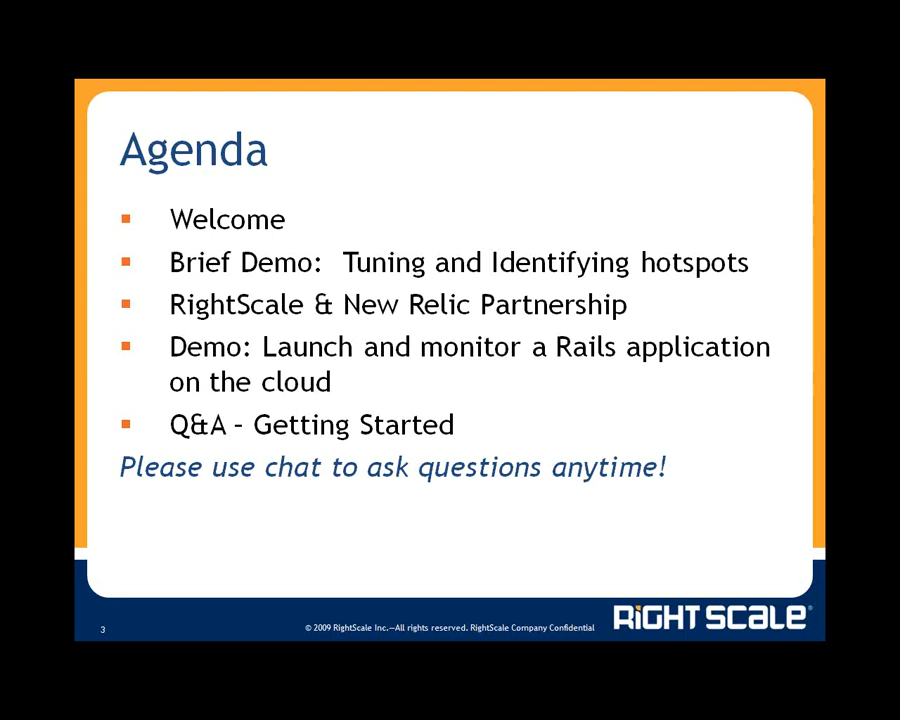 Agenda
▪ Welcome
▪ Brief Demo: Tuning and Identifying hotspots
▪ RightScale & New Relic Partnership
▪ Demo: Launch and monitor a Rails application
on the cloud
▪ Q&A – Getting Started
Please use chat to ask questions anytime!
3
© 2009 RightScale Inc.—All rights reserved. RightScale Company Confidential
RIGHTSCALE®